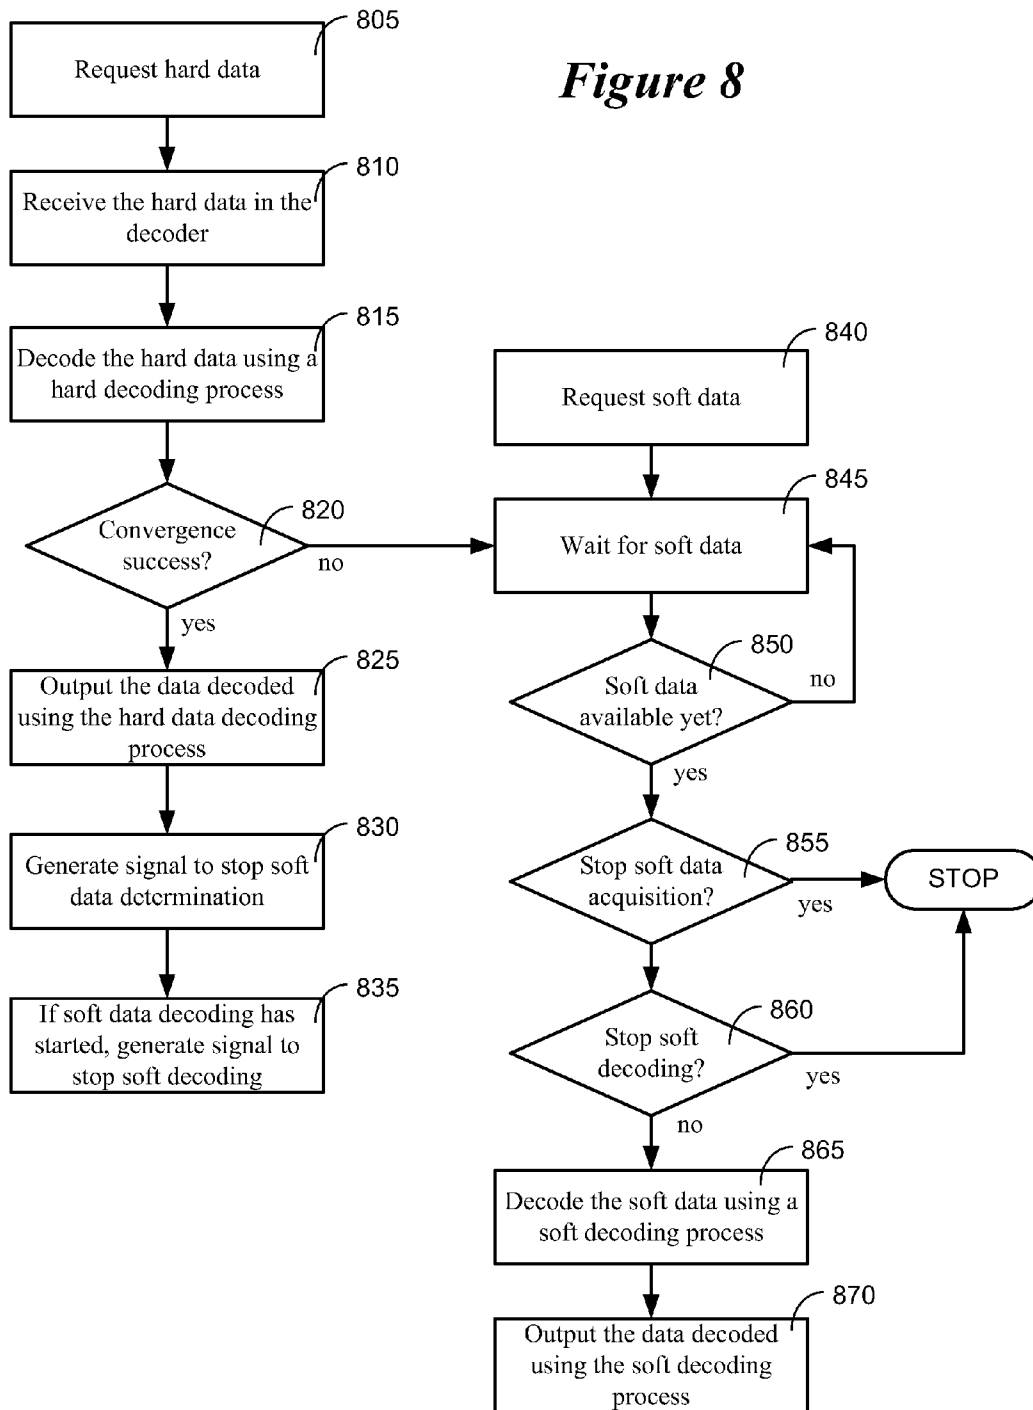 Figure 8
805
Request hard data
810
Receive the hard data in the
decoder
815
Decode the hard data using a
hard decoding process
820
Convergence
success?
no
yes
825
Output the data decoded
using the hard data decoding
process
830
Generate signal to stop soft
data determination
835
If soft data decoding has
started, generate signal to
stop soft decoding
840
Request soft data
845
Wait for soft data
850
Soft data
available yet?
no
yes
855
Stop soft data
acquisition?
yes
STOP
860
Stop soft
decoding?
yes
no
865
Decode the soft data using a
soft decoding process
870
Output the data decoded
using the soft decoding
process